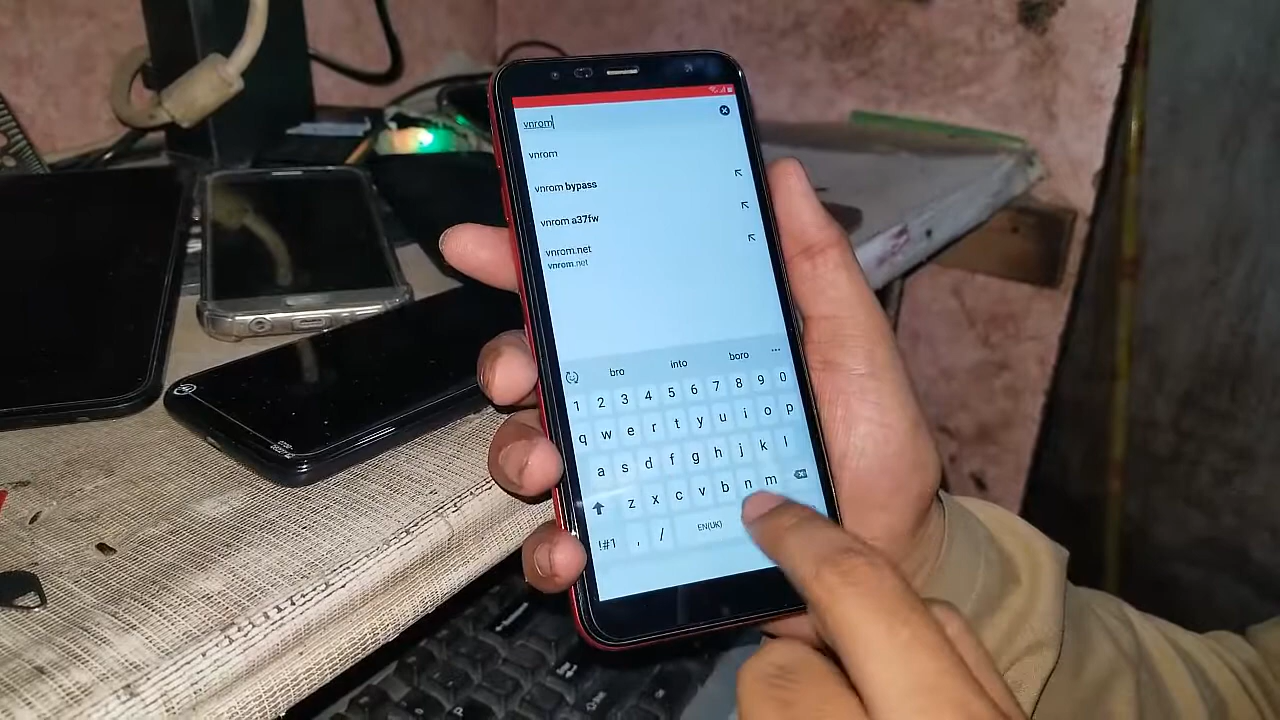 vnrom
vnrom
vnrom bypass
vnrom a37fw
vnrom.net
vnrom.net
bro into boro ...
1 2 3 4 5 6 7 8 9 0
q w e r t y u i o p
a s d f g h j k l
z x c v b n m
!#1 , / EN(UK)